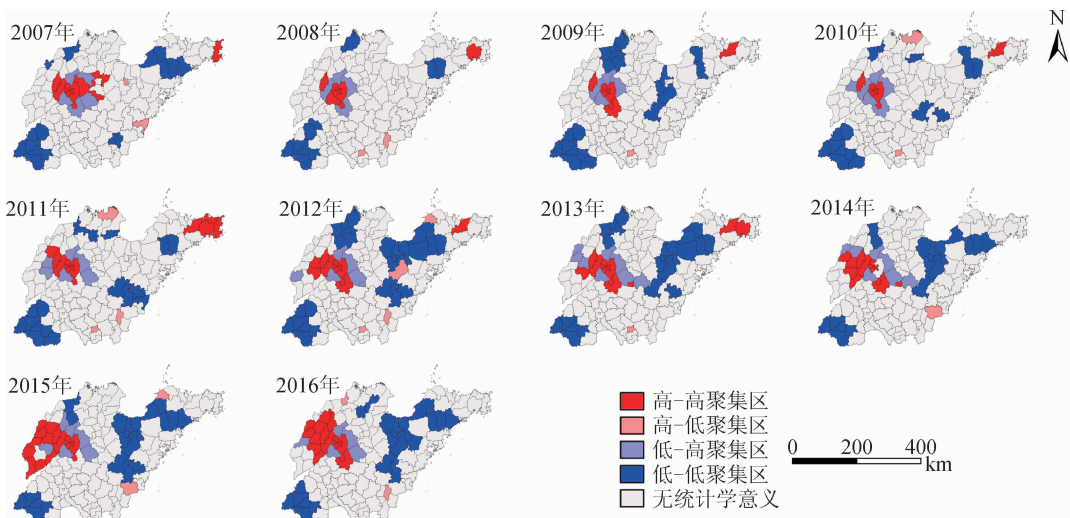 N
2007年
2008年
2009年
2010年
2011年
2012年
2013年
2014年
2015年
2016年
高-高聚集区
高-低聚集区
低-高聚集区
低-低聚集区
无统计学意义
0 200 400
km